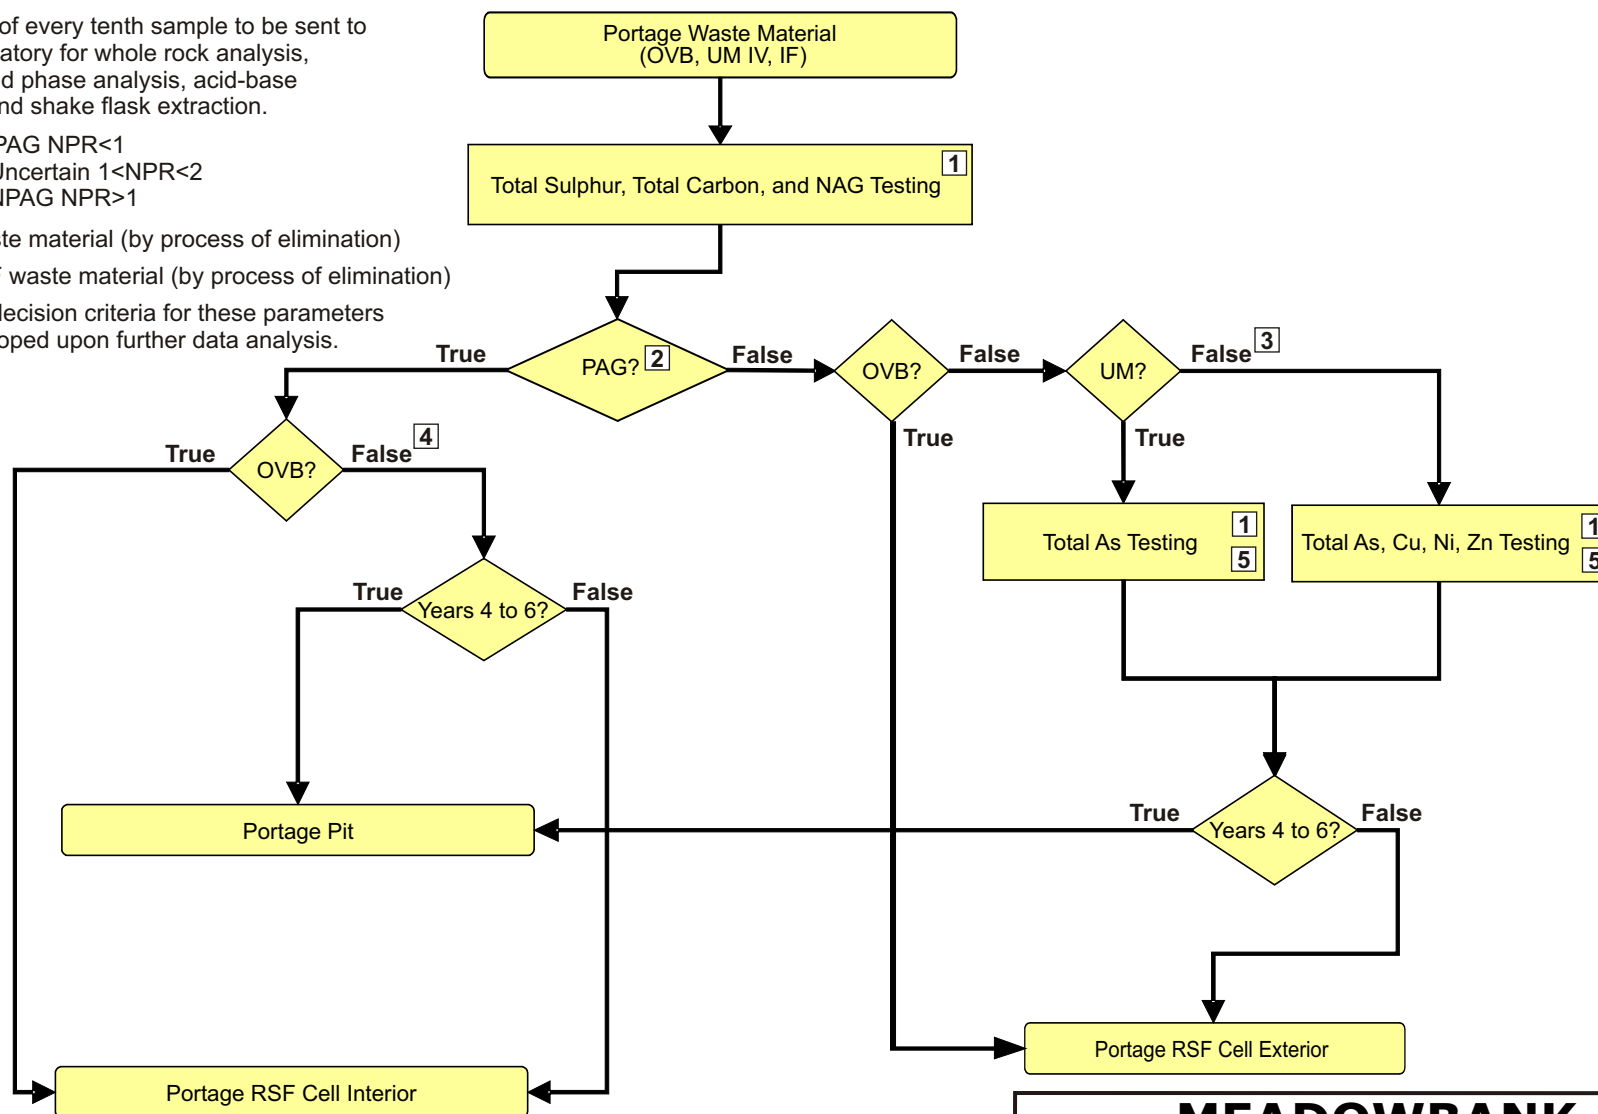 of every tenth sample to be sent to
atory for whole rock analysis,
d phase analysis, acid-base
nd shake flask extraction.
PAG NPR<1
Uncertain 1<NPR<2
NPAG NPR>1
ste material (by process of elimination)
waste material (by process of elimination)
decision criteria for these parameters
oped upon further data analysis.
Portage Waste Material
(OVB, UM IV, IF)
1
Total Sulphur, Total Carbon, and NAG Testing
True
PAG? 2
False
OVB?
False
UM?
False 3
True
OVB?
False 4
True
True
Total As Testing
1
5
Total As, Cu, Ni, Zn Testing
1
5
True
Years 4 to 6?
False
Portage Pit
True
Years 4 to 6?
False
Portage RSF Cell Exterior
Portage RSF Cell Interior
MEADOWBANK